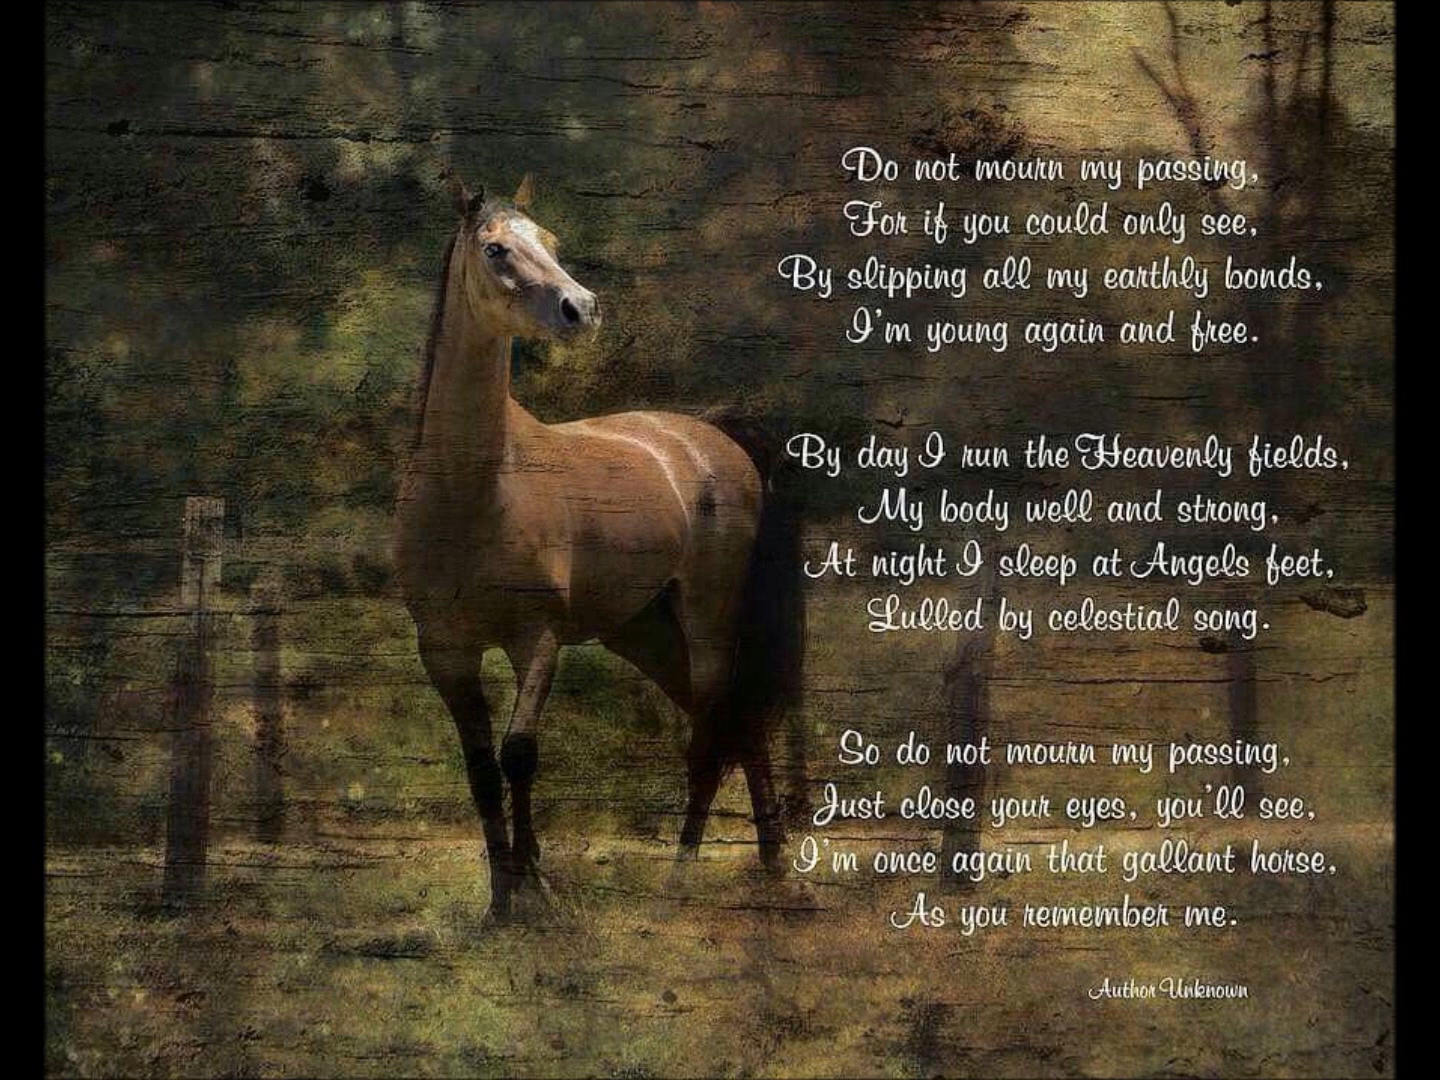 Do not mourn my passing,
For if you could only see,
By slipping all my earthly bonds,
I'm young again and free.
By day I run the Heavenly fields,
My body well and strong,
At night I sleep at Angels feet,
Lulled by celestial song.
So do not mourn my passing,
Just close your eyes, you'll see,
I'm once again that gallant horse,
As you remember me.
Author Unknown